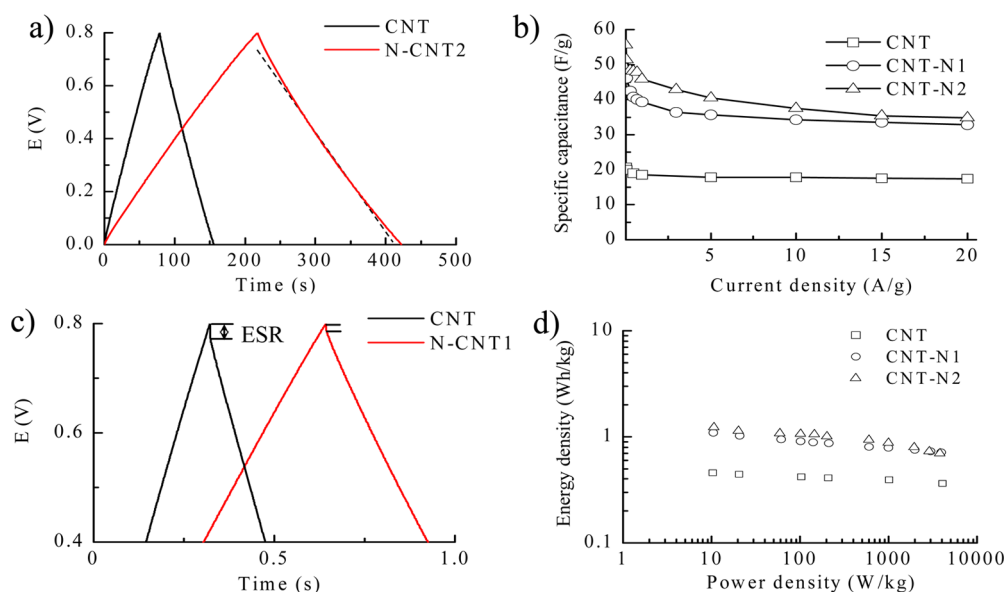 a)
CNT
N-CNT2
0.8
0.6
0.4
0.2
0.0
E (V)
0 100 200 300 400 500
Time (s)
b)
CNT
CNT-N1
CNT-N2
60
50
40
30
20
10
0
Specific capacitance (F/g)
5 10 15 20
Current density (A/g)
c)
CNT
N-CNT1
ESR
0.8
0.6
0.4
E (V)
0 0.5 1.0
Time (s)
d)
CNT
CNT-N1
CNT-N2
10
1
0.1
Energy density (Wh/kg)
1 10 100 1000 10000
Power density (W/kg)